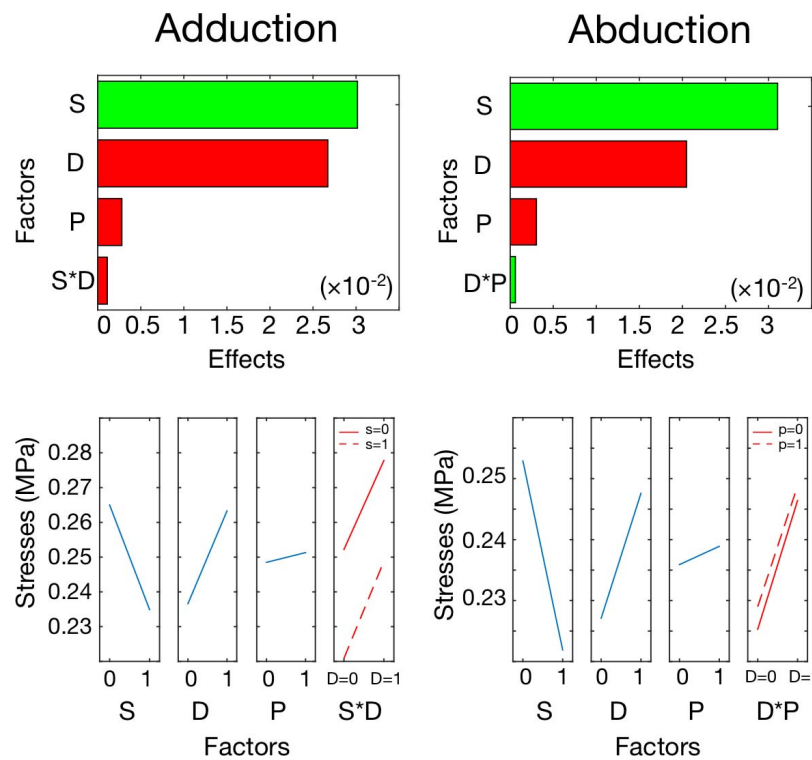 Adduction
Abduction
Factors
S
D
P
S*D
(×10⁻²)
0 0.5 1 1.5 2 2.5 3
Effects
Factors
S
D
P
D*P
(×10⁻²)
0 0.5 1 1.5 2 2.5 3
Effects
Stresses (MPa)
0.28
0.27
0.26
0.25
0.24
0.23
s=0
s=1
0 1 0 1 0 1 D=0 D=1
S D P S*D
Factors
Stresses (MPa)
0.25
0.24
0.23
p=0
p=1
0 1 0 1 0 1 D=0 D=
S D P D*P
Factors